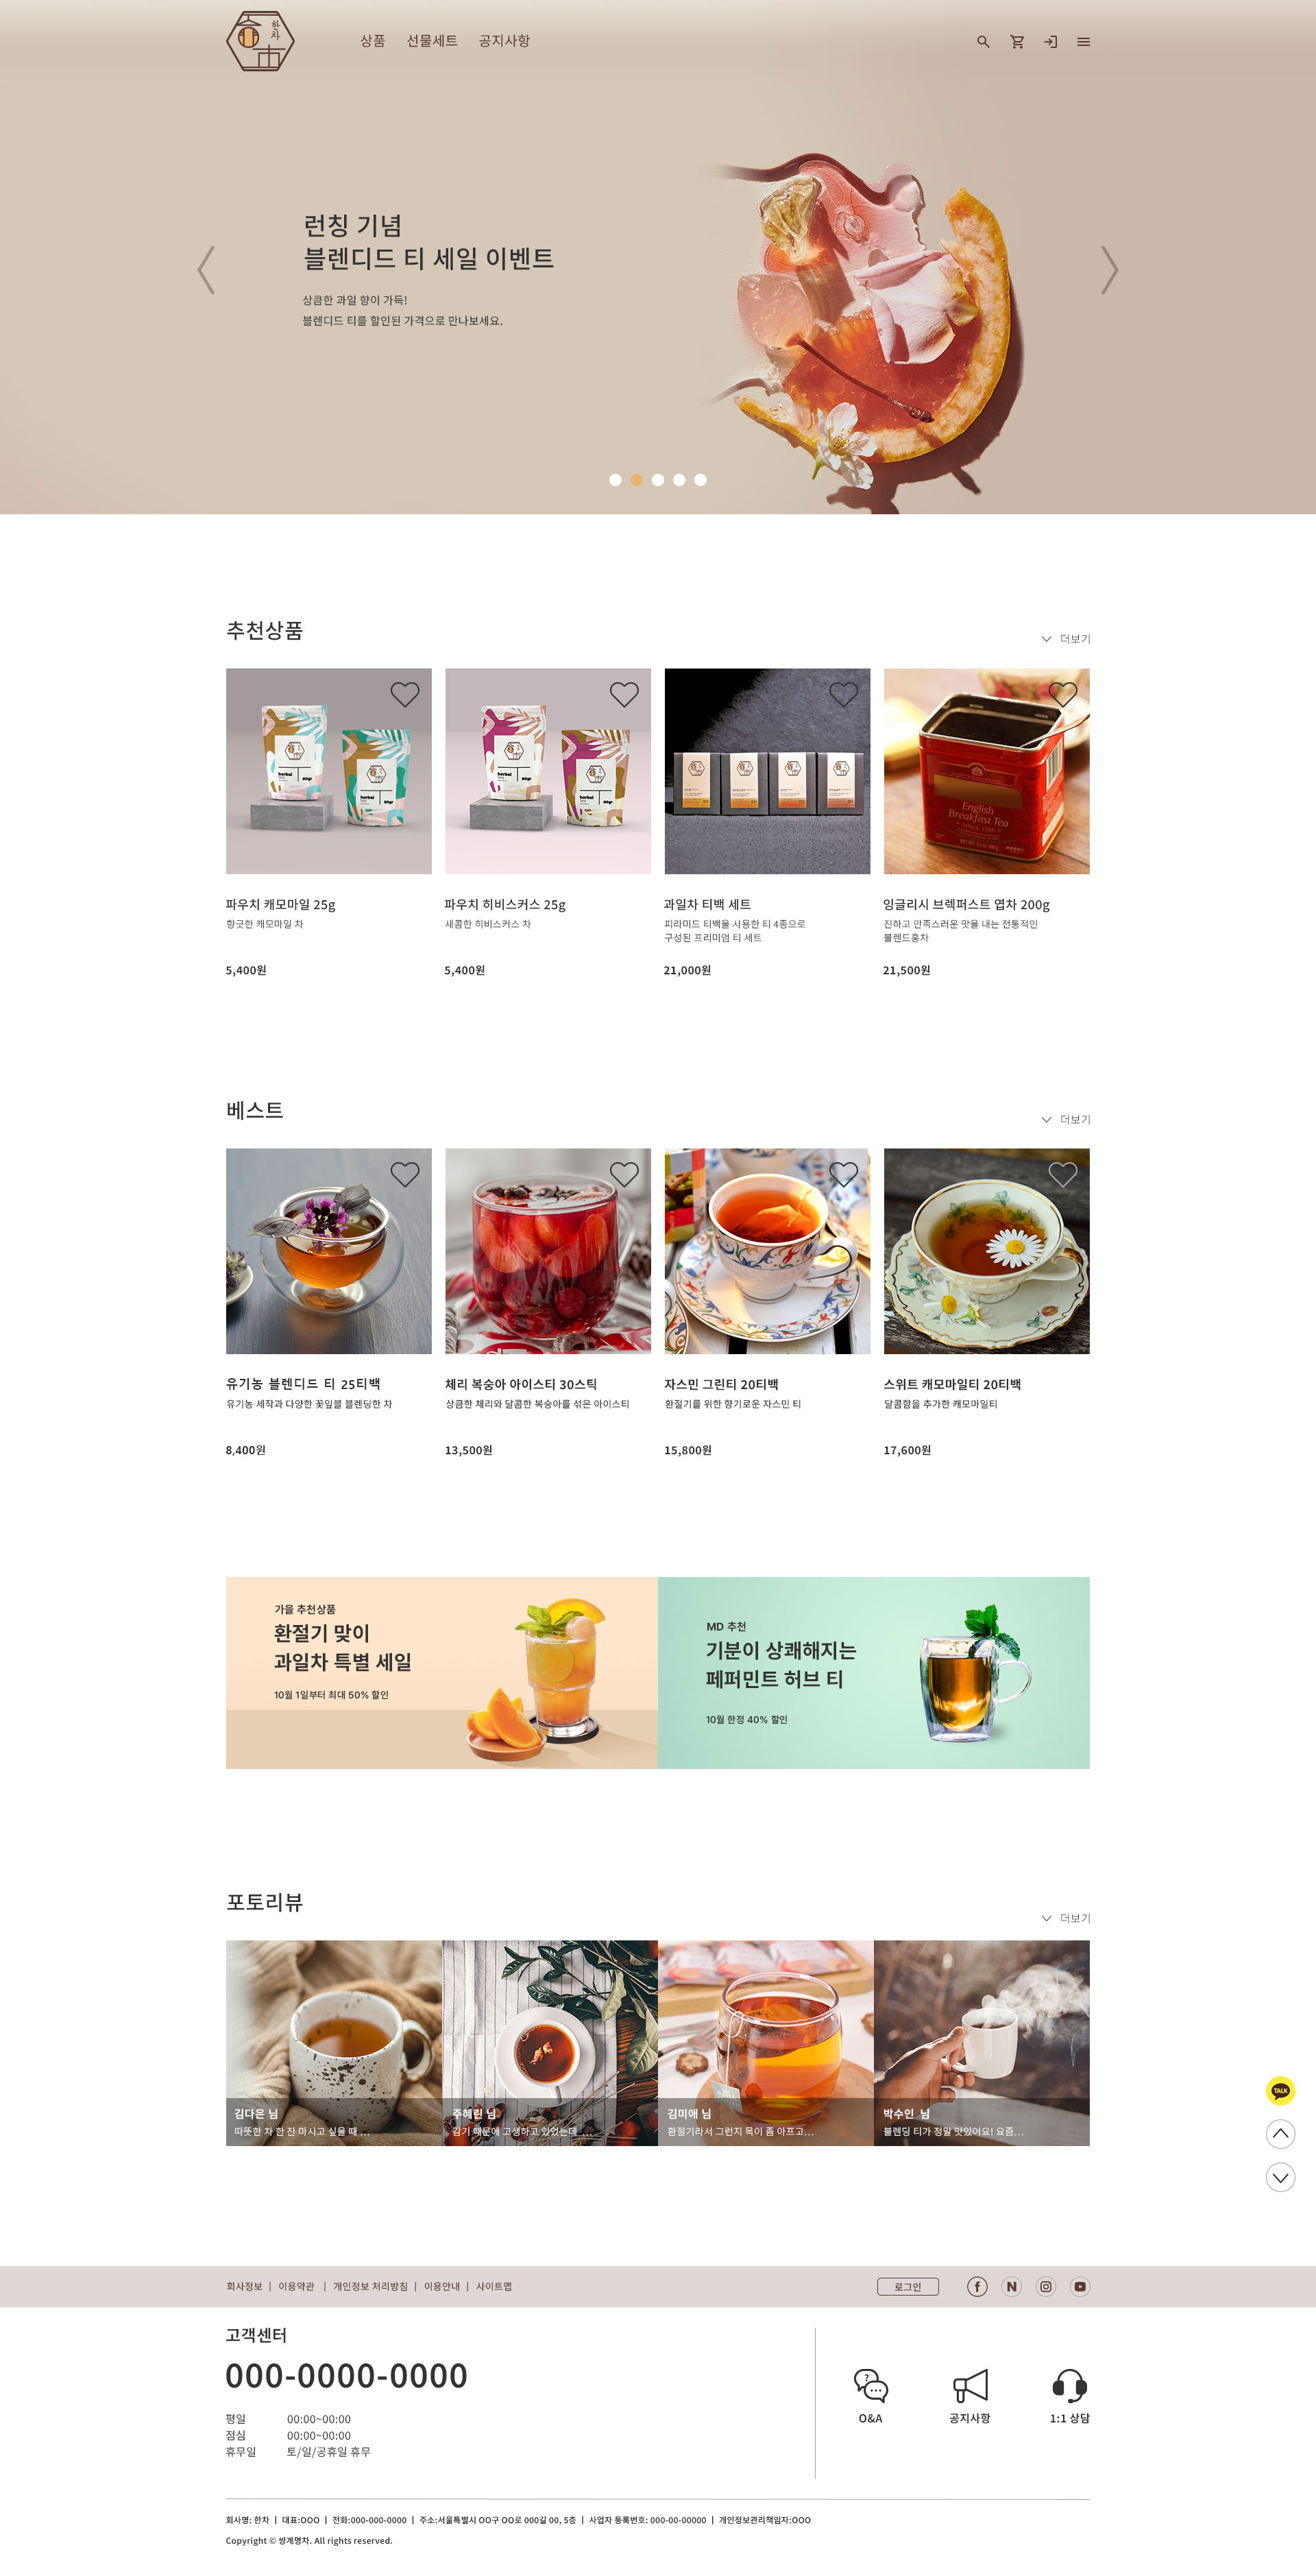 한차
상품 선물세트 공지사항
런칭 기념
블렌디드 티 세일 이벤트
상큼한 과일 향이 가득!
블렌디드 티를 할인된 가격으로 만나보세요.
추천상품
더보기
herbal
80gr
herbal
80gr
herbal
80gr
herbal
80gr
English
Breakfast Tea
SINCE 1706
파우치 캐모마일 25g
향긋한 캐모마일 차
5,400원
파우치 히비스커스 25g
새콤한 히비스커스 차
5,400원
과일차 티백 세트
피라미드 티백을 사용한 티 4종으로
구성된 프리미엄 티 세트
21,000원
잉글리시 브렉퍼스트 엽차 200g
진하고 만족스러운 맛을 내는 전통적인
블렌드홍차
21,500원
베스트
더보기
유기농 블렌디드 티 25티백
유기농 세작과 다양한 꽃잎블 블렌딩한 차
8,400원
체리 복숭아 아이스티 30스틱
상큼한 체리와 달콤한 복숭아를 섞은 아이스티
13,500원
자스민 그린티 20티백
환절기를 위한 향기로운 자스민 티
15,800원
스위트 캐모마일티 20티백
달콤함을 추가한 캐모마일티
17,600원
가을 추천상품
환절기 맞이
과일차 특별 세일
10월 1일부터 최대 50% 할인
MD 추천
기분이 상쾌해지는
페퍼민트 허브 티
10월 한정 40% 할인
포토리뷰
더보기
김다은 님
따뜻한 차 한 잔 마시고 싶을 때 ...
주혜린 님
감기 때문에 고생하고 있었는데 ...
김미애 님
환절기라서 그런지 목이 좀 아프고...
박수인 님
블렌딩 티가 정말 맛있어요! 요즘...
TALK
회사정보 | 이용약관 | 개인정보 처리방침 | 이용안내 | 사이트맵
로그인
고객센터
000-0000-0000
평일 00:00~00:00
점심 00:00~00:00
휴무일 토/일/공휴일 휴무
O&A
공지사항
1:1 상담
회사명: 한차 | 대표:OOO | 전화:000-000-0000 | 주소:서울특별시 OO구 OO로 000길 00, 5층 | 사업자 등록번호: 000-00-00000 | 개인정보관리책임자:OOO
Copyright © 쌍계명차. All rights reserved.